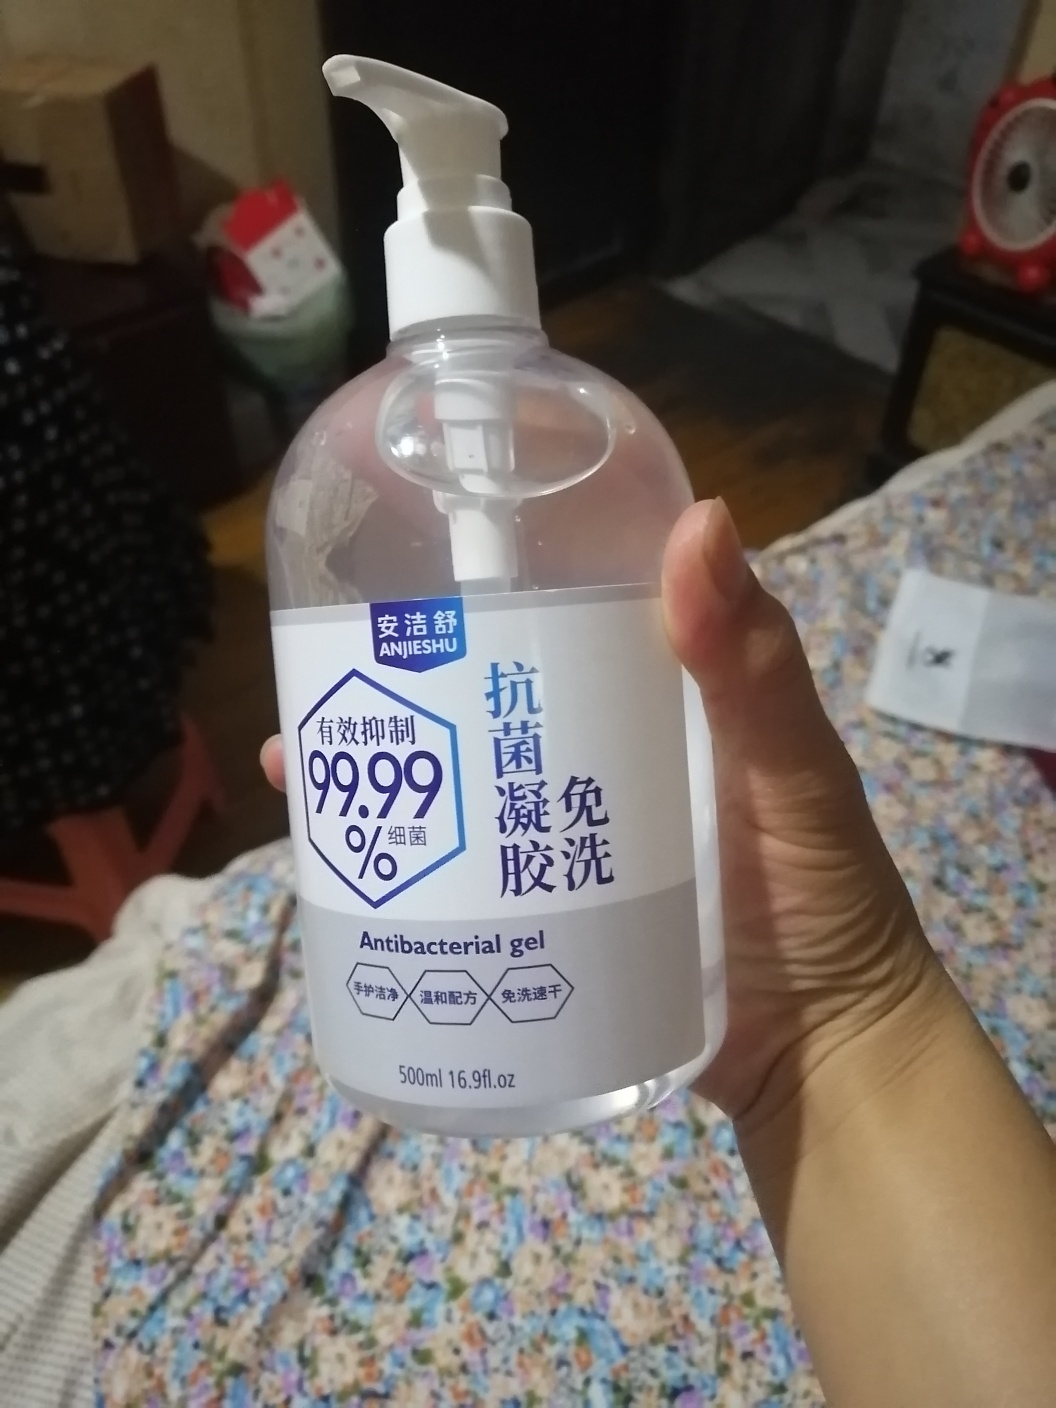 安洁舒
ANJIESHU
有效抑制
99.99
%细菌
免洗
抗菌凝胶
Antibacterial gel
手护洁净 温和配方 免洗速干
500ml 16.9fl.oz